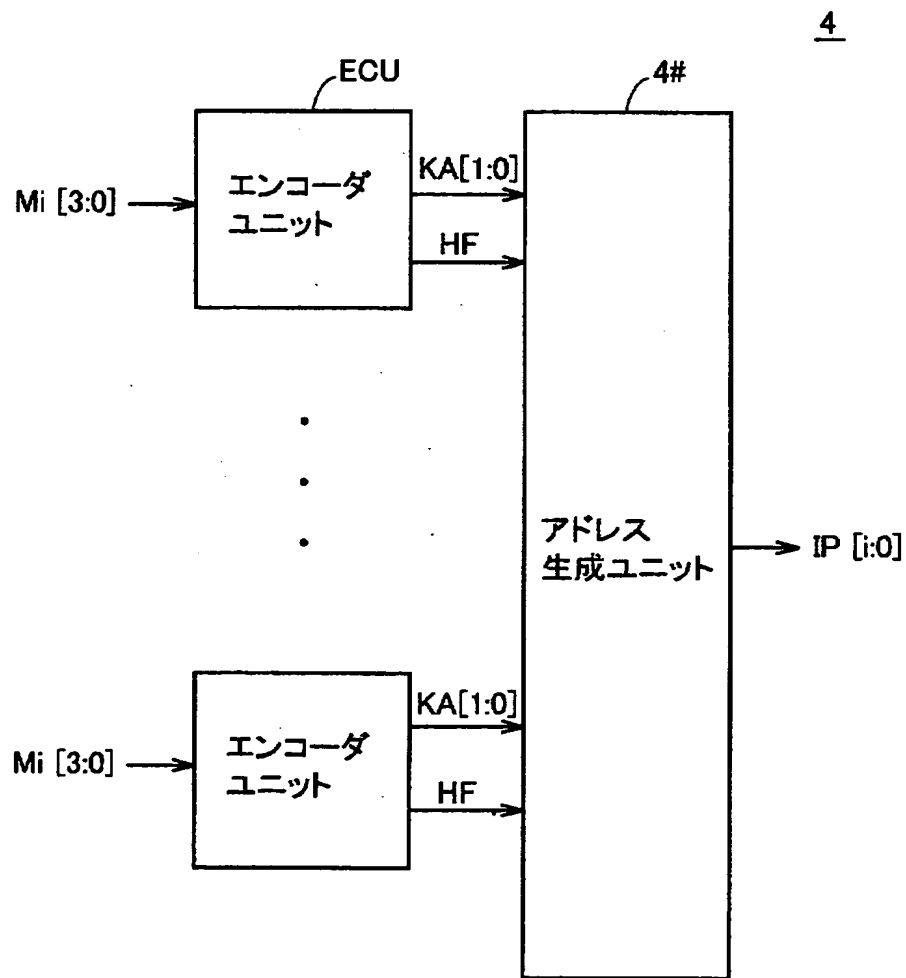 4
ECU
4#
Mi [3:0]
エンコーダ
ユニット
KA[1:0]
HF
アドレス
生成ユニット
IP [i:0]
Mi [3:0]
エンコーダ
ユニット
KA[1:0]
HF